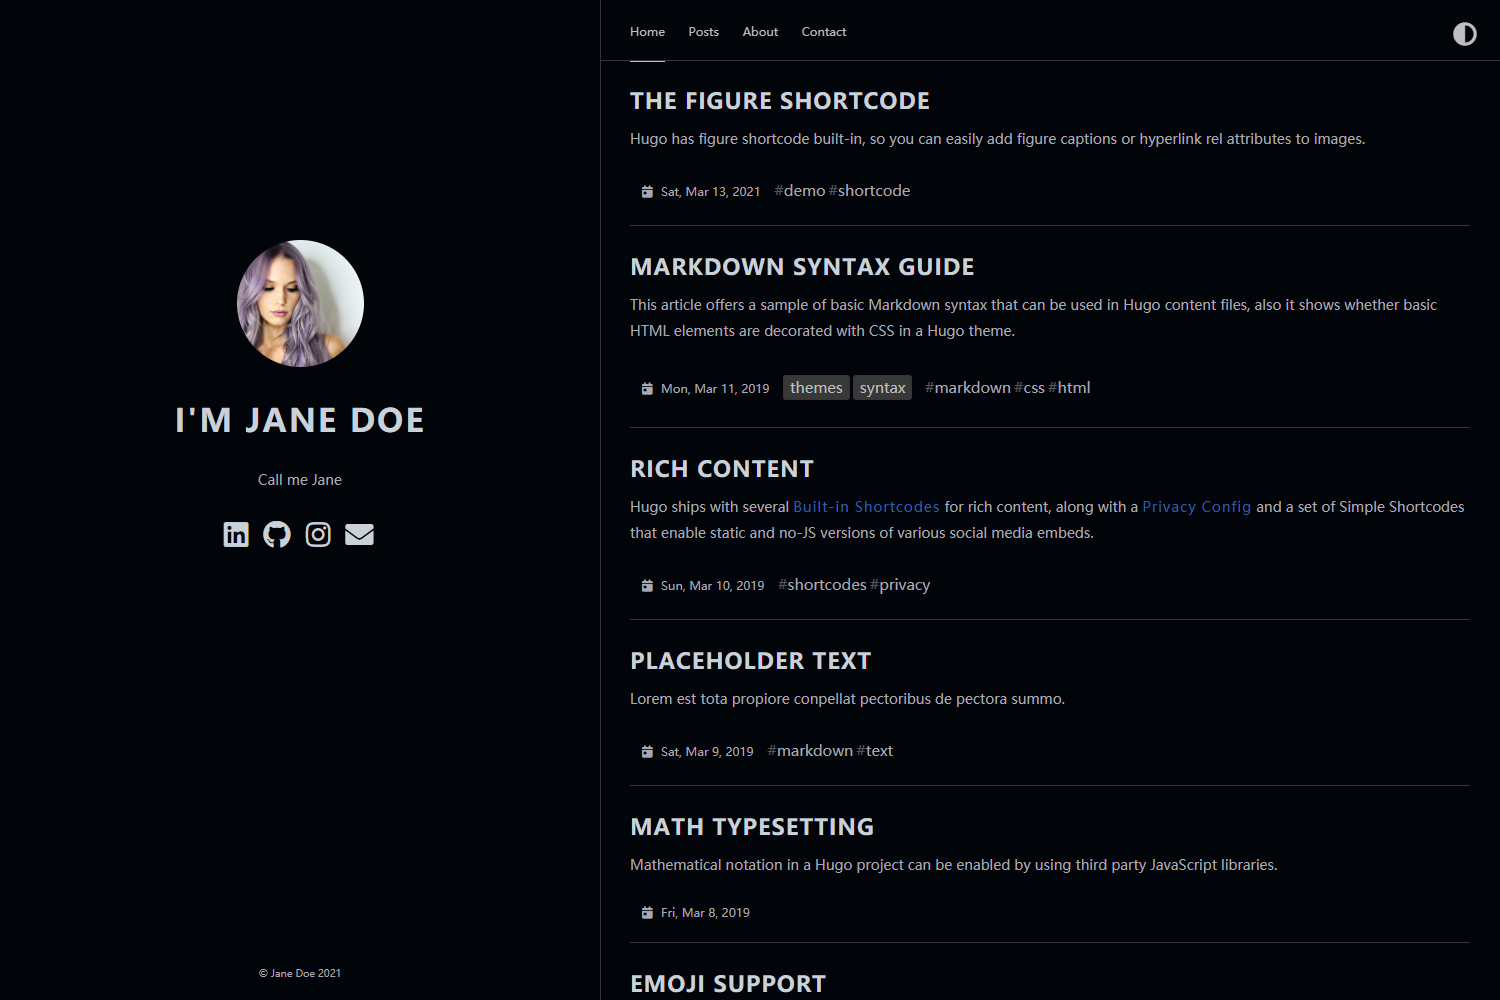 I'M JANE DOE
Call me Jane
© Jane Doe 2021
Home Posts About Contact
THE FIGURE SHORTCODE
Hugo has figure shortcode built-in, so you can easily add figure captions or hyperlink rel attributes to images.
Sat, Mar 13, 2021 #demo #shortcode
MARKDOWN SYNTAX GUIDE
This article offers a sample of basic Markdown syntax that can be used in Hugo content files, also it shows whether basic
HTML elements are decorated with CSS in a Hugo theme.
Mon, Mar 11, 2019 themes syntax #markdown #css #html
RICH CONTENT
Hugo ships with several Built-in Shortcodes for rich content, along with a Privacy Config and a set of Simple Shortcodes
that enable static and no-JS versions of various social media embeds.
Sun, Mar 10, 2019 #shortcodes #privacy
PLACEHOLDER TEXT
Lorem est tota propiore conpellat pectoribus de pectora summo.
Sat, Mar 9, 2019 #markdown #text
MATH TYPESETTING
Mathematical notation in a Hugo project can be enabled by using third party JavaScript libraries.
Fri, Mar 8, 2019
EMOJI SUPPORT